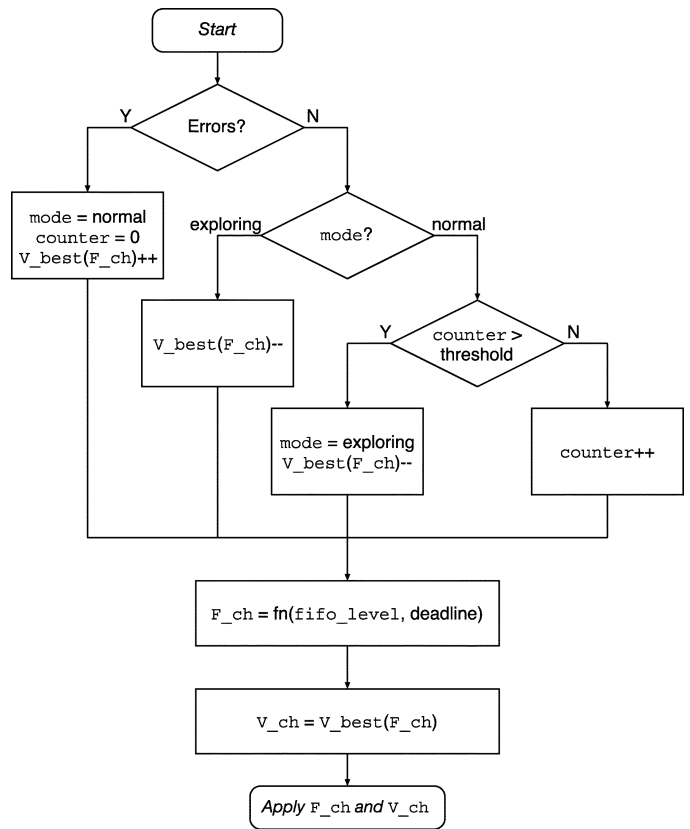 Start
Errors?
Y
N
mode = normal
counter = 0
V_best(F_ch)++
exploring
mode?
normal
V_best(F_ch)--
Y
counter >
threshold
N
mode = exploring
V_best(F_ch)--
counter++
F_ch = fn(fifo_level, deadline)
V_ch = V_best(F_ch)
Apply F_ch and V_ch